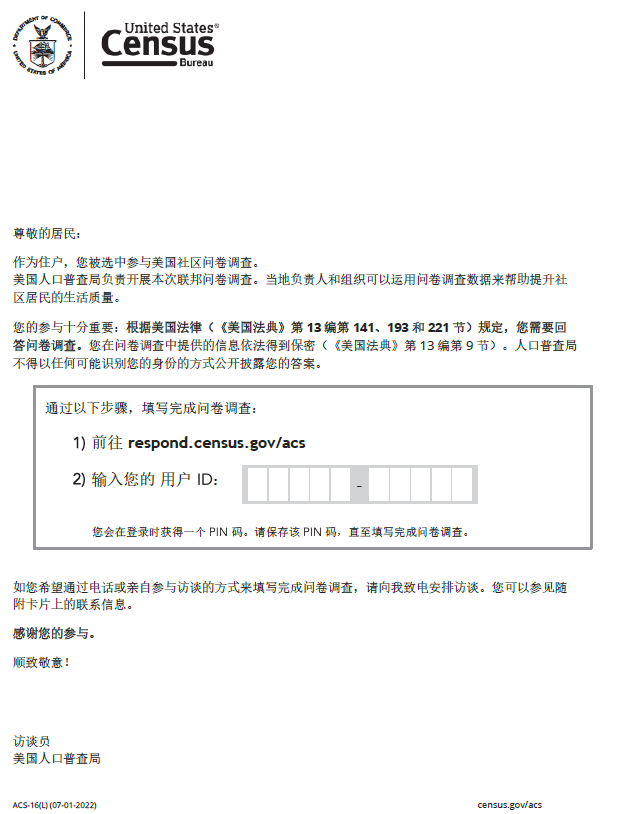 DEPARTMENT OF COMMERCE
UNITED STATES OF AMERICA
United States®
Census
Bureau
尊敬的居民：
作为住户，您被选中参与美国社区问卷调查。
美国人口普查局负责开展本次联邦问卷调查。当地负责人和组织可以运用问卷调查数据来帮助提升社
区居民的生活质量。
您的参与十分重要：根据美国法律（《美国法典》第 13 编第 141、193 和 221 节）规定，您需要回
答问卷调查。您在问卷调查中提供的信息依法得到保密（《美国法典》第 13 编第 9 节）。人口普查局
不得以任何可能识别您的身份的方式公开披露您的答案。
通过以下步骤，填写完成问卷调查：
1) 前往 respond.census.gov/acs
2) 输入您的 用户 ID： -
您会在登录时获得一个 PIN 码。请保存该 PIN 码，直至填写完成问卷调查。
如您希望通过电话或亲自参与访谈的方式来填写完成问卷调查，请向我致电安排访谈。您可以参见随
附卡片上的联系信息。
感谢您的参与。
顺致敬意！
访谈员
美国人口普查局
ACS-16(L) (07-01-2022)
census.gov/acs